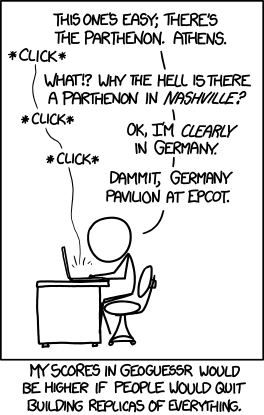 THIS ONE'S EASY; THERE'S
THE PARTHENON. ATHENS.
*CLICK*
WHAT!? WHY THE HELL IS THERE
A PARTHENON IN NASHVILLE?
*CLICK*
OK, I'M CLEARLY
IN GERMANY.
*CLICK*
DAMMIT, GERMANY
PAVILION AT EPCOT.
MY SCORES IN GEOGUESSR WOULD
BE HIGHER IF PEOPLE WOULD QUIT
BUILDING REPLICAS OF EVERYTHING.